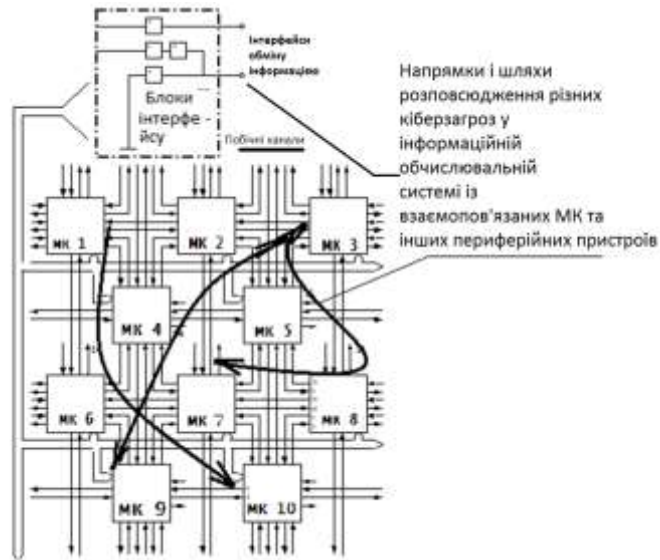 Інтерфейси
обміну
інформацією
Блоки
інтерфе -
йсу
Побічні канали
Напрямки і шляхи
розповсюдження різних
кіберзагроз у
інформаційній
обчислювальній
системі із
взаємопов'язаних МК та
інших периферійних пристроїв
МК 1
МК 2
МК 3
МК 4
МК 5
МК 6
МК 7
МК 8
МК 9
МК 10